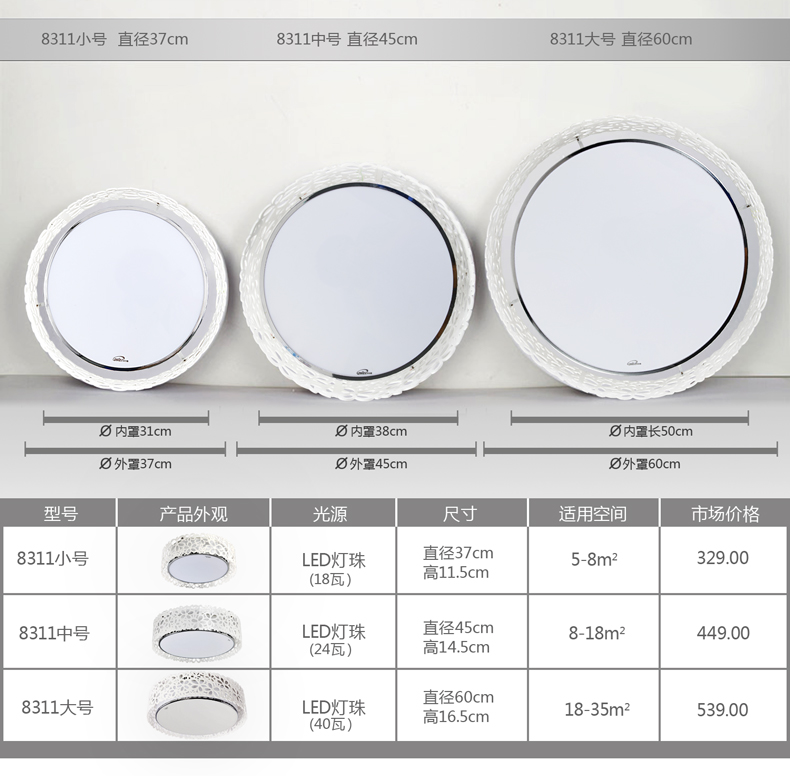 8311小号 直径37cm
8311中号 直径45cm
8311大号 直径60cm
Ø 内罩31cm
Ø 内罩38cm
Ø 内罩长50cm
Ø 外罩37cm
Ø 外罩45cm
Ø 外罩60cm
型号 产品外观 光源 尺寸 适用空间 市场价格
8311小号 LED灯珠 直径37cm 5-8m² 329.00
(18瓦) 高11.5cm
8311中号 LED灯珠 直径45cm 8-18m² 449.00
(24瓦) 高14.5cm
8311大号 LED灯珠 直径60cm 18-35m² 539.00
(40瓦) 高16.5cm